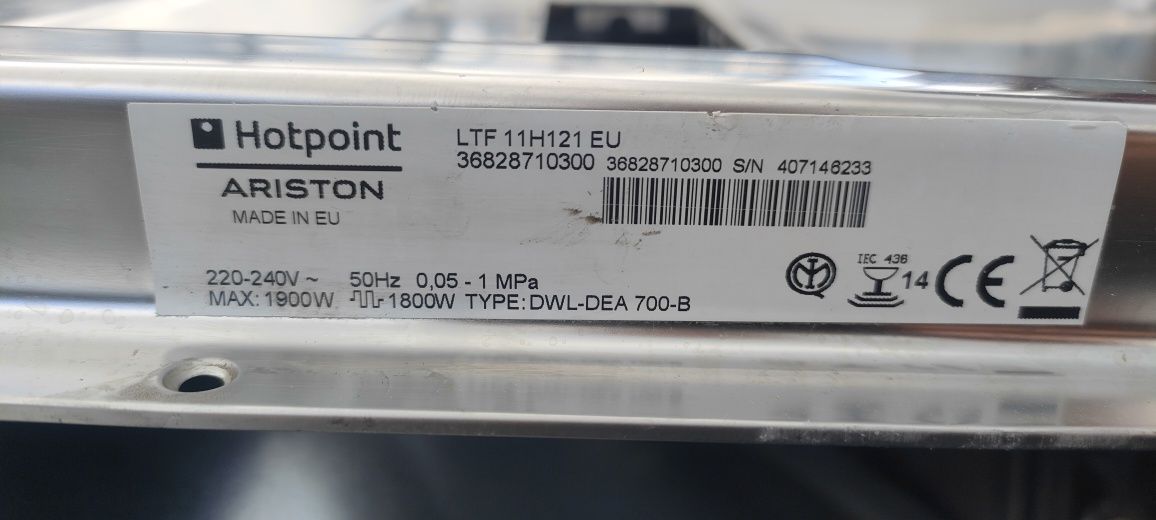 Hotpoint
ARISTON
MADE IN EU
LTF 11H121 EU
36828710300 36828710300 S/N 407146233
220-240V ~ 50Hz 0,05 - 1 MPa
MAX: 1900W 1800W TYPE: DWL-DEA 700-B
IEC 436
14
CE